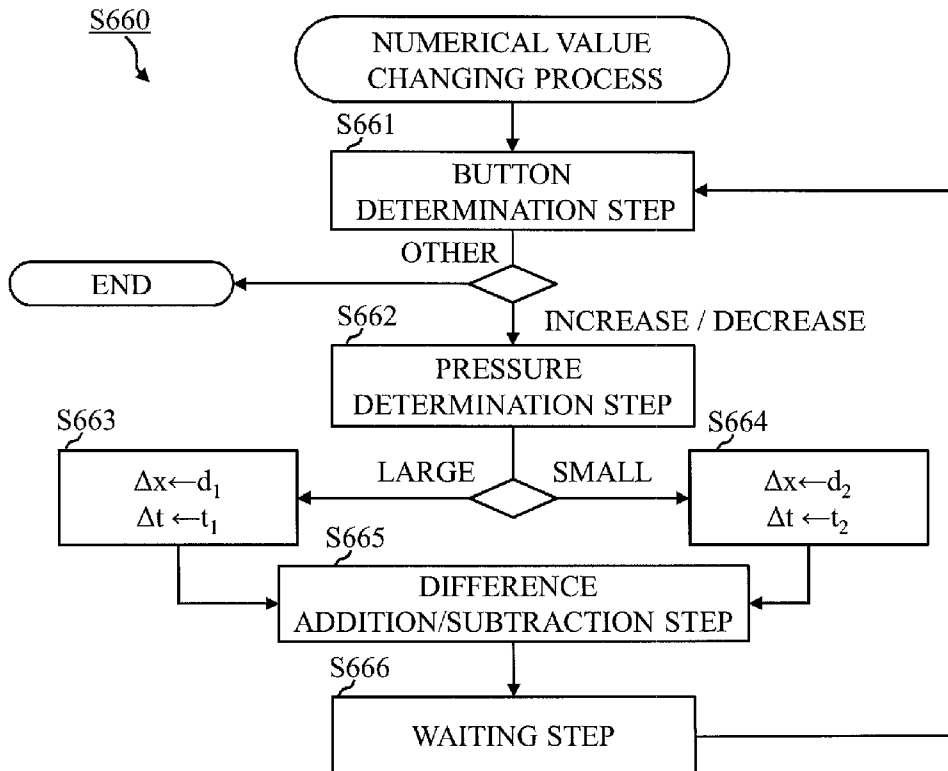 S660
NUMERICAL VALUE
CHANGING PROCESS
S661
BUTTON
DETERMINATION STEP
OTHER
END
INCREASE / DECREASE
S662
PRESSURE
DETERMINATION STEP
S663
S664
LARGE
SMALL
Δx←d₁
Δt ←t₁
Δx←d₂
Δt ←t₂
S665
DIFFERENCE
ADDITION/SUBTRACTION STEP
S666
WAITING STEP